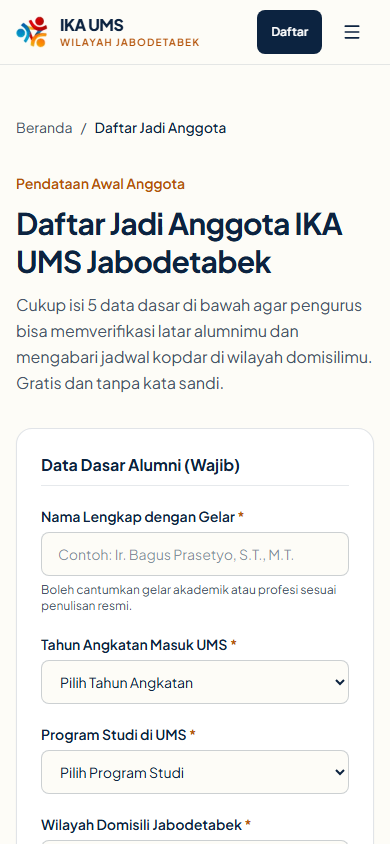 IKA UMS
WILAYAH JABODETABEK
Daftar
Beranda / Daftar Jadi Anggota
Pendataan Awal Anggota
Daftar Jadi Anggota IKA
UMS Jabodetabek
Cukup isi 5 data dasar di bawah agar pengurus
bisa memverifikasi latar alumnimu dan
mengabari jadwal kopdar di wilayah domisilimu.
Gratis dan tanpa kata sandi.
Data Dasar Alumni (Wajib)
Nama Lengkap dengan Gelar *
Contoh: Ir. Bagus Prasetyo, S.T., M.T.
Boleh cantumkan gelar akademik atau profesi sesuai
penulisan resmi.
Tahun Angkatan Masuk UMS *
Pilih Tahun Angkatan
Program Studi di UMS *
Pilih Program Studi
Wilayah Domisili Jabodetabek *